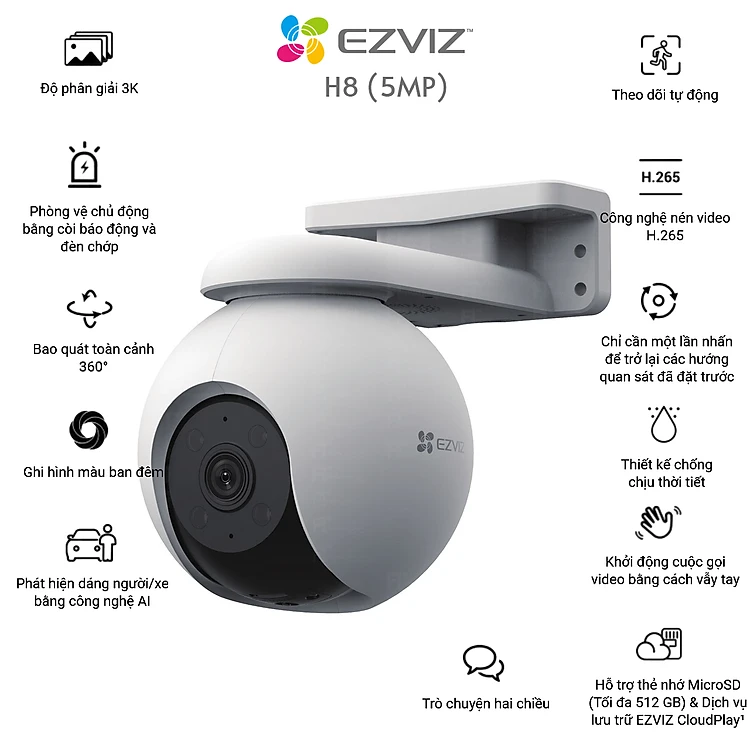 EZVIZ™
H8 (5MP)
Độ phân giải 3K
Phòng vệ chủ động
bằng còi báo động và
đèn chớp
Bao quát toàn cảnh
360°
Ghi hình màu ban đêm
Phát hiện dáng người/xe
bằng công nghệ AI
EZVIZ
Theo dõi tự động
H.265
Công nghệ nén video
H.265
Chỉ cần một lần nhấn
để trở lại các hướng
quan sát đã đặt trước
Thiết kế chống
chịu thời tiết
Khởi động cuộc gọi
video bằng cách vẫy tay
Trò chuyện hai chiều
Hỗ trợ thẻ nhớ MicroSD
(Tối đa 512 GB) & Dịch vụ
lưu trữ EZVIZ CloudPlay¹